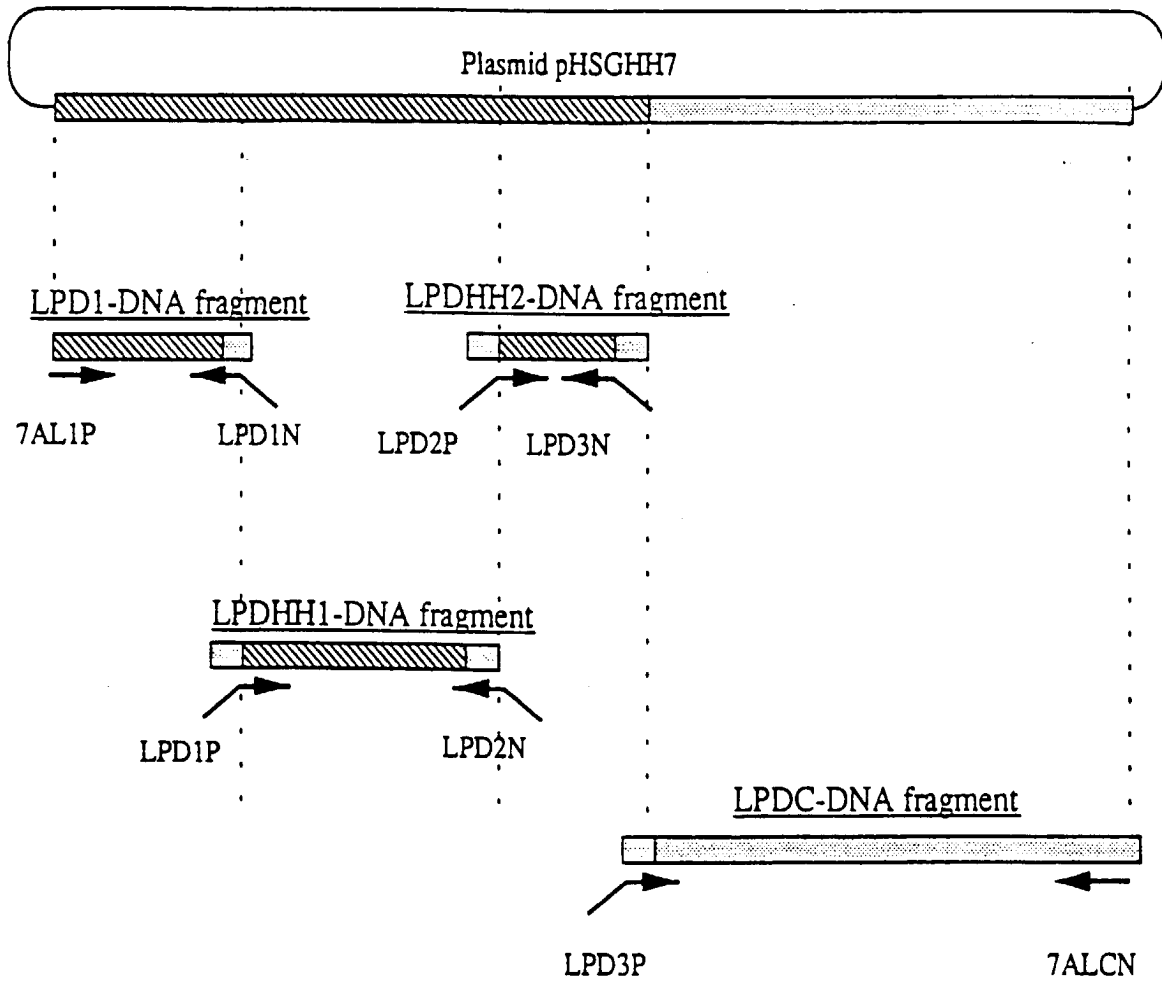 Plasmid pHSGHH7
LPD1-DNA fragment
LPDHH2-DNA fragment
7AL1P
LPD1N
LPD2P
LPD3N
LPDHH1-DNA fragment
LPD1P
LPD2N
LPDC-DNA fragment
LPD3P
7ALCN